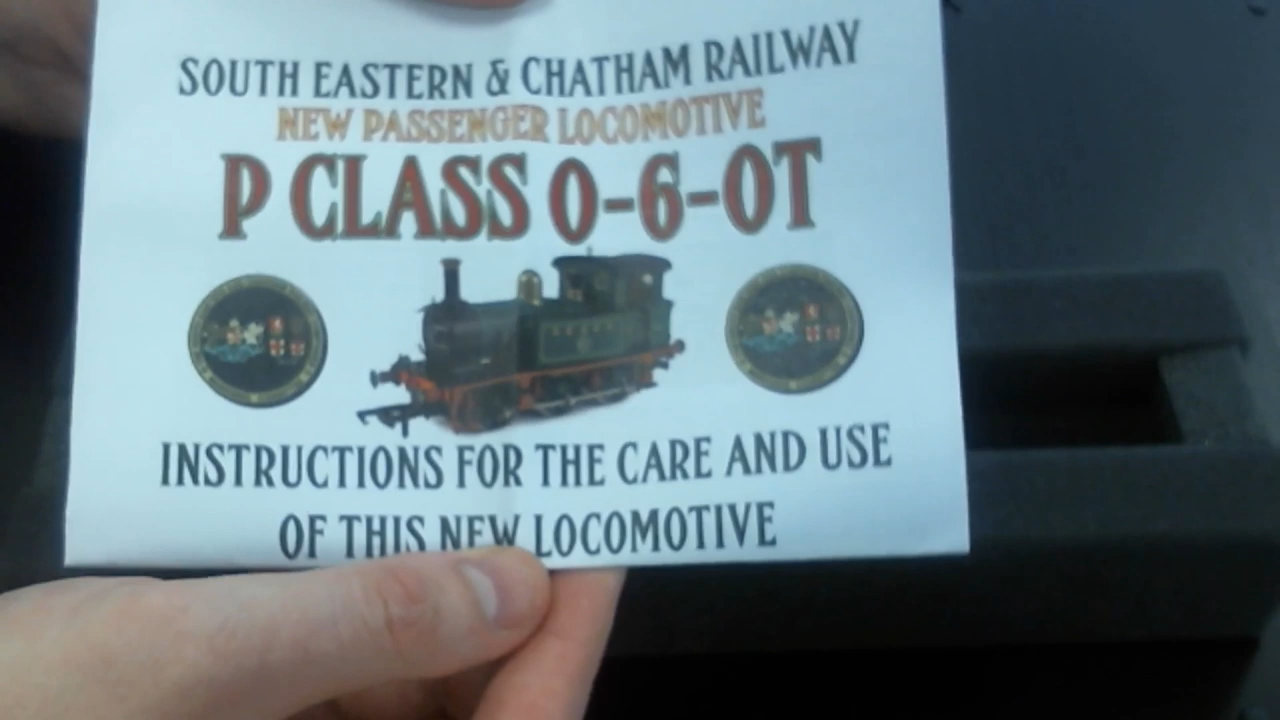 SOUTH EASTERN & CHATHAM RAILWAY
NEW PASSENGER LOCOMOTIVE
P CLASS 0-6-0T
INSTRUCTIONS FOR THE CARE AND USE
OF THIS NEW LOCOMOTIVE